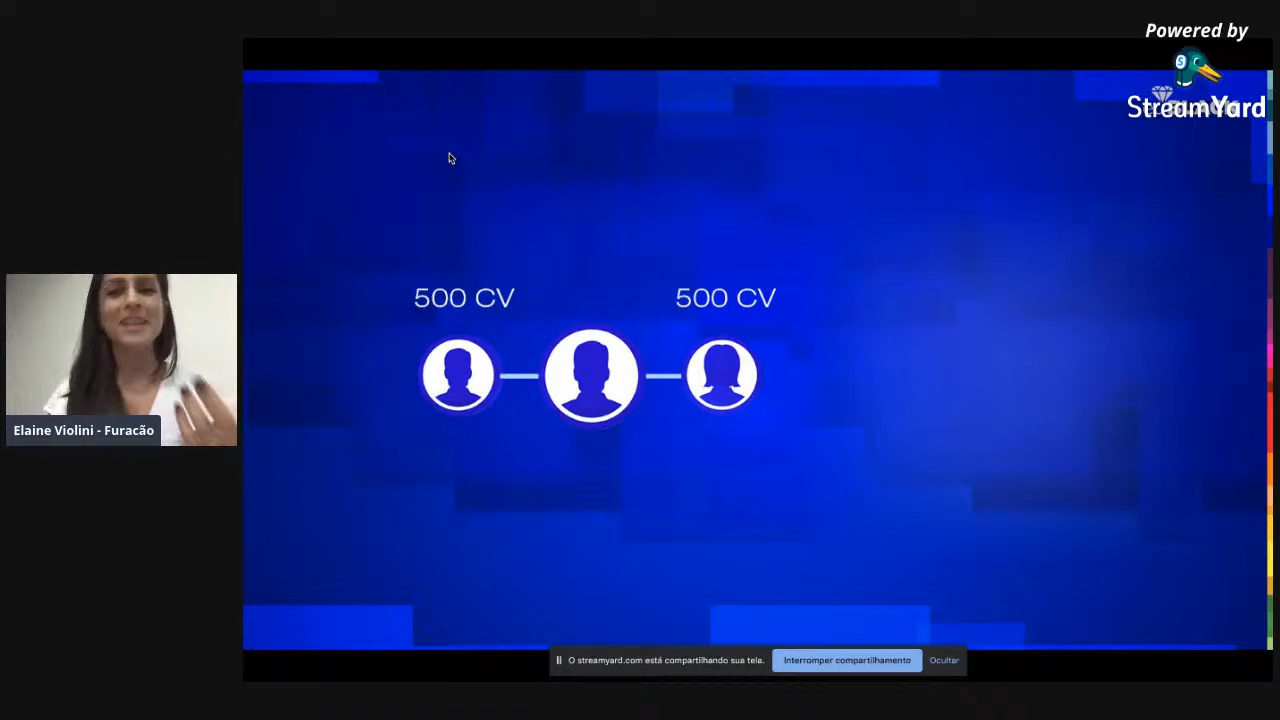 Powered by
StreamYard
500 CV
500 CV
Elaine Violini - Furacão
O streamyard.com está compartilhando sua tela.
Interromper compartilhamento
Ocultar